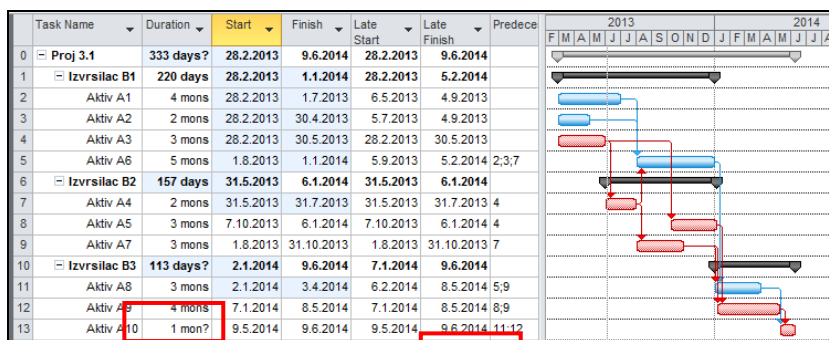 Task Name Duration Start Finish Late Start Late Finish Predece 2013 2014
F M A M J J A S O N D J F M A M J J A
0 Proj 3.1 333 days? 28.2.2013 9.6.2014 28.2.2013 9.6.2014
1 Izvrsilac B1 220 days 28.2.2013 1.1.2014 28.2.2013 5.2.2014
2 Aktiv A1 4 mons 28.2.2013 1.7.2013 6.5.2013 4.9.2013
3 Aktiv A2 2 mons 28.2.2013 30.4.2013 5.7.2013 4.9.2013
4 Aktiv A3 3 mons 28.2.2013 30.5.2013 28.2.2013 30.5.2013
5 Aktiv A6 5 mons 1.8.2013 1.1.2014 5.9.2013 5.2.2014 2;3;7
6 Izvrsilac B2 157 days 31.5.2013 6.1.2014 31.5.2013 6.1.2014
7 Aktiv A4 2 mons 31.5.2013 31.7.2013 31.5.2013 31.7.2013 4
8 Aktiv A5 3 mons 7.10.2013 6.1.2014 7.10.2013 6.1.2014 4
9 Aktiv A7 3 mons 1.8.2013 31.10.2013 1.8.2013 31.10.2013 7
10 Izvrsilac B3 113 days? 2.1.2014 9.6.2014 7.1.2014 9.6.2014
11 Aktiv A8 3 mons 2.1.2014 3.4.2014 6.2.2014 8.5.2014 5;9
12 Aktiv A9 4 mons 7.1.2014 8.5.2014 7.1.2014 8.5.2014 8;9
13 Aktiv A10 1 mon? 9.5.2014 9.6.2014 9.5.2014 9.6.2014 11;12